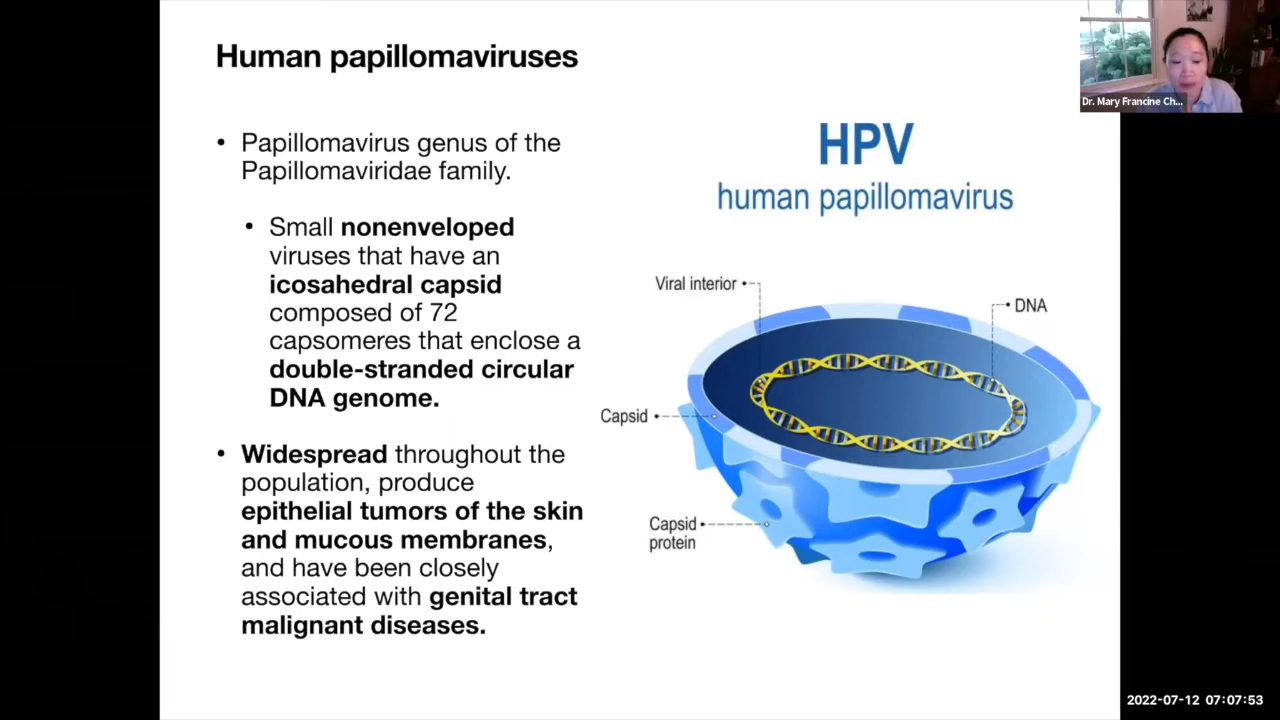 Human papillomaviruses
• Papillomavirus genus of the
Papillomaviridae family.
• Small nonenveloped
viruses that have an
icosahedral capsid
composed of 72
capsomeres that enclose a
double-stranded circular
DNA genome.
• Widespread throughout the
population, produce
epithelial tumors of the skin
and mucous membranes,
and have been closely
associated with genital tract
malignant diseases.
HPV
human papillomavirus
Viral interior
DNA
Capsid
Capsid
protein
Dr. Mary Francine Ch...
2022-07-12 07:07:53